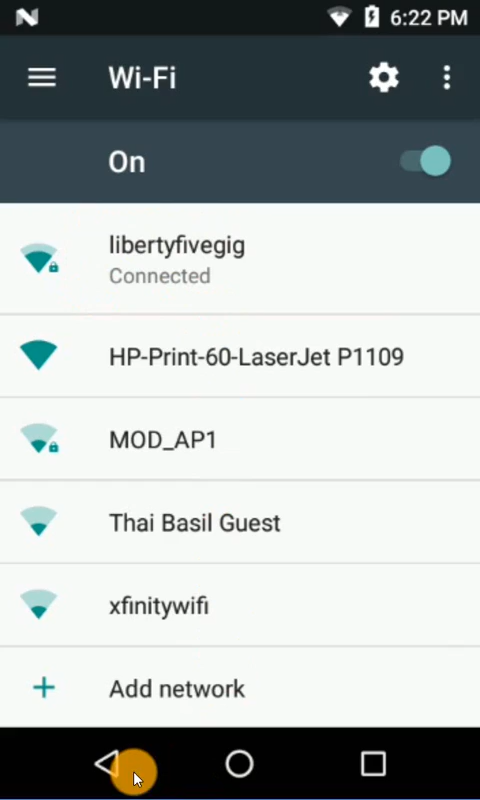 6:22 PM
Wi-Fi
On
libertyfivegig
Connected
HP-Print-60-LaserJet P1109
MOD_AP1
Thai Basil Guest
xfinitywifi
Add network